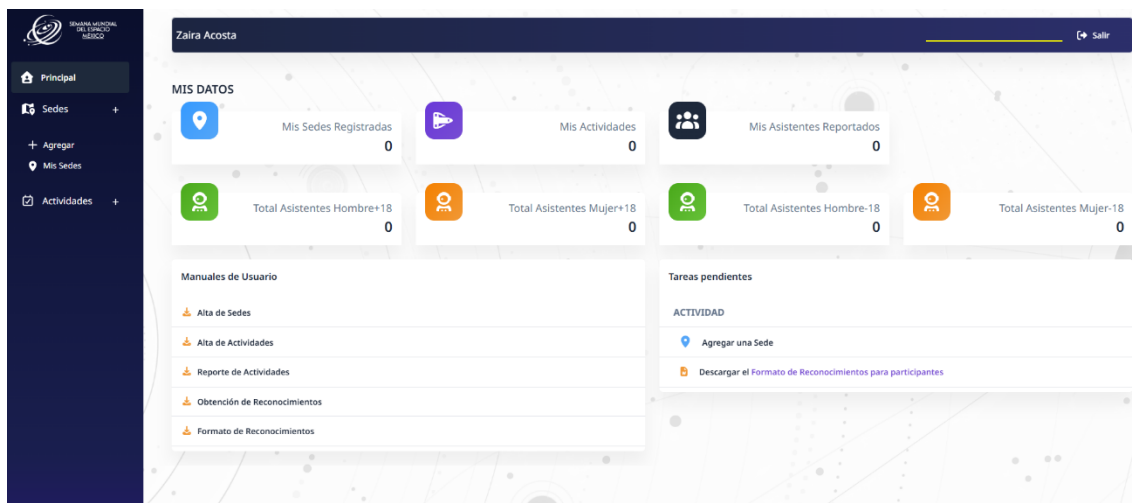 SEMANA MUNDIAL
DEL ESPACIO
MÉXICO
Zaira Acosta
Salir
Principal
Sedes +
Agregar
Mis Sedes
Actividades +
MIS DATOS
Mis Sedes Registradas
0
Mis Actividades
0
Mis Asistentes Reportados
0
Total Asistentes Hombre+18
0
Total Asistentes Mujer+18
0
Total Asistentes Hombre-18
0
Total Asistentes Mujer-18
0
Manuales de Usuario
Alta de Sedes
Alta de Actividades
Reporte de Actividades
Obtención de Reconocimientos
Formato de Reconocimientos
Tareas pendientes
ACTIVIDAD
Agregar una Sede
Descargar el Formato de Reconocimientos para participantes